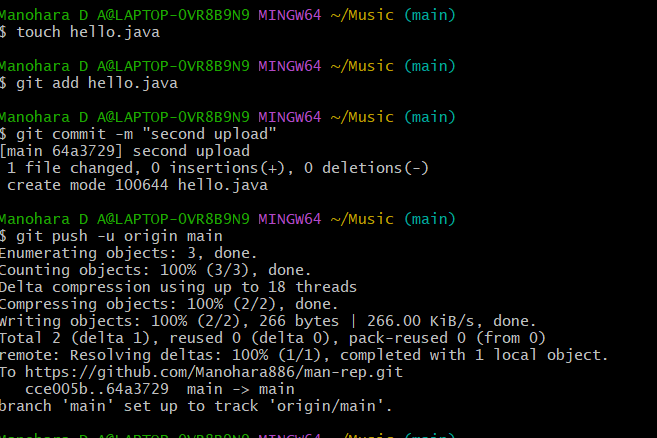 Manohara D A@LAPTOP-OVR8B9N9 MINGW64 ~/Music (main)
$ touch hello.java
Manohara D A@LAPTOP-OVR8B9N9 MINGW64 ~/Music (main)
$ git add hello.java
Manohara D A@LAPTOP-OVR8B9N9 MINGW64 ~/Music (main)
$ git commit -m "second upload"
[main 64a3729] second upload
1 file changed, 0 insertions(+), 0 deletions(-)
create mode 100644 hello.java
Manohara D A@LAPTOP-OVR8B9N9 MINGW64 ~/Music (main)
$ git push -u origin main
Enumerating objects: 3, done.
Counting objects: 100% (3/3), done.
Delta compression using up to 18 threads
Compressing objects: 100% (2/2), done.
Writing objects: 100% (2/2), 266 bytes | 266.00 KiB/s, done.
Total 2 (delta 1), reused 0 (delta 0), pack-reused 0 (from 0)
remote: Resolving deltas: 100% (1/1), completed with 1 local object.
To https://github.com/Manohara886/man-rep.git
cce005b..64a3729  main -> main
branch 'main' set up to track 'origin/main'.